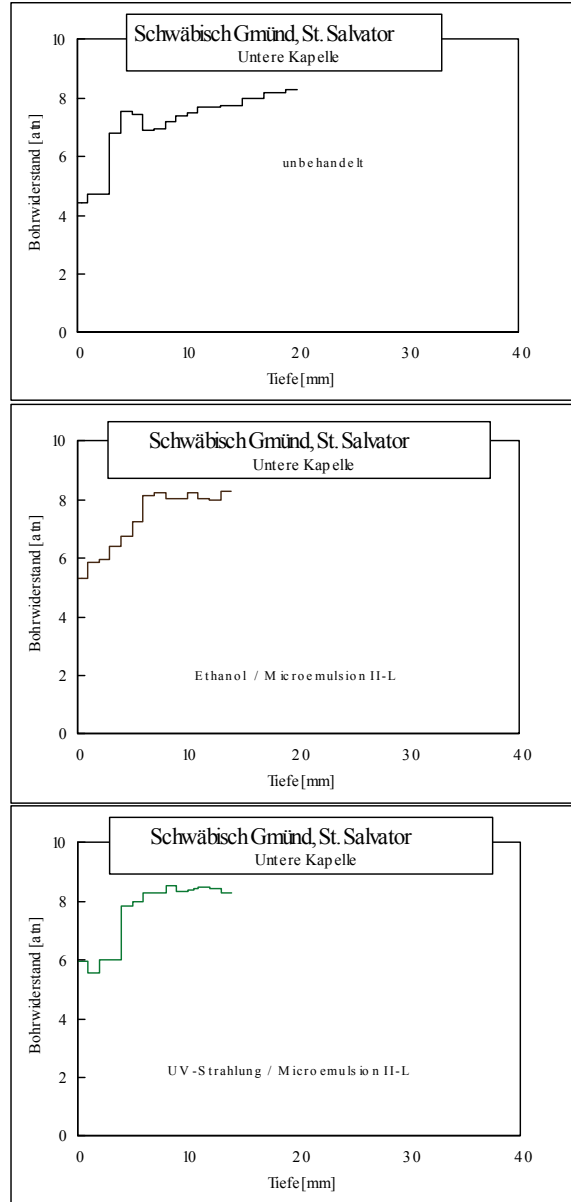 Schwäbisch Gmünd, St. Salvator
Untere Kapelle
10
8
6
4
2
0
Bohrwiderstand [atn]
unbehandelt
0 10 20 30 40
Tiefe [mm]
Schwäbisch Gmünd, St. Salvator
Untere Kapelle
10
8
6
4
2
0
Bohrwiderstand [atn]
Ethanol / Microemulsion II-L
0 10 20 30 40
Tiefe [mm]
Schwäbisch Gmünd, St. Salvator
Untere Kapelle
10
8
6
4
2
0
Bohrwiderstand [atn]
UV-Strahlung / Microemulsion II-L
0 10 20 30 40
Tiefe [mm]